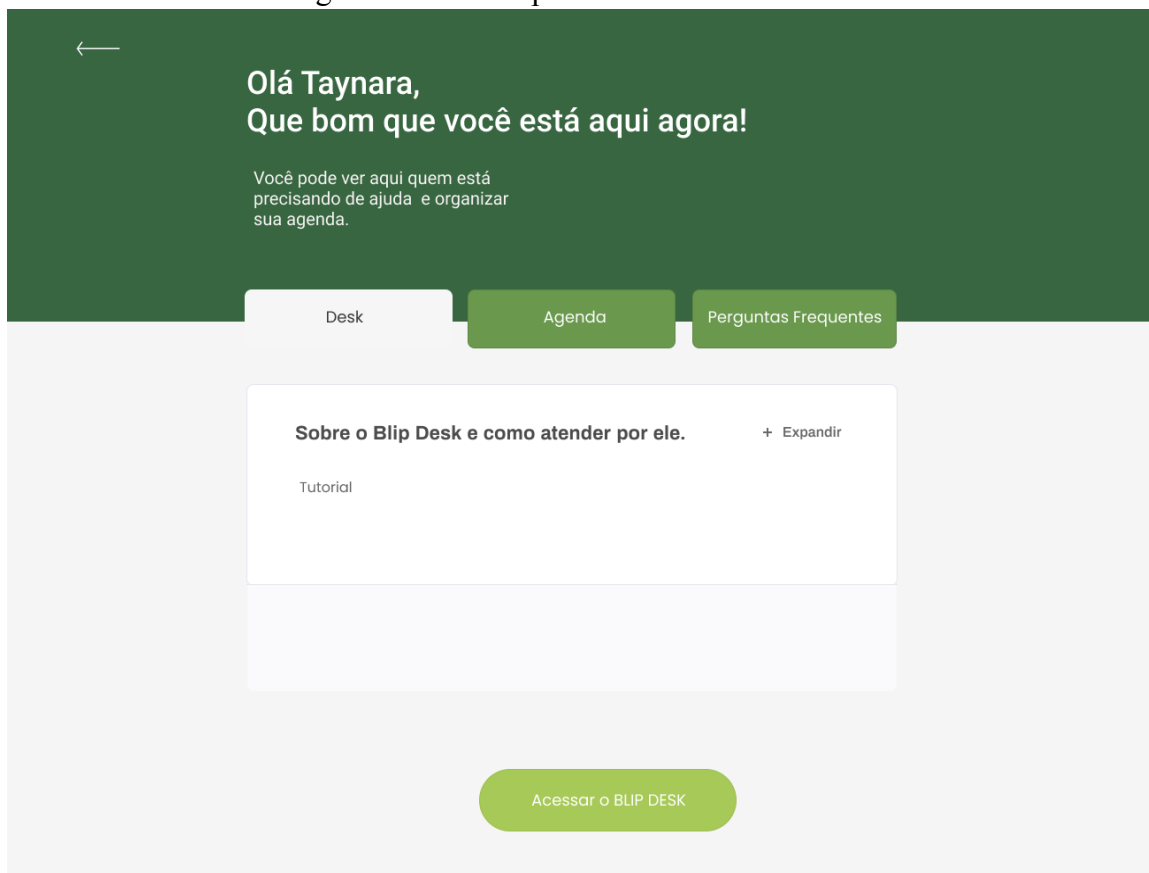 Olá Taynara,
Que bom que você está aqui agora!
Você pode ver aqui quem está
precisando de ajuda e organizar
sua agenda.
Desk
Agenda
Perguntas Frequentes
Sobre o Blip Desk e como atender por ele.
+ Expandir
Tutorial
Acessar o BLIP DESK